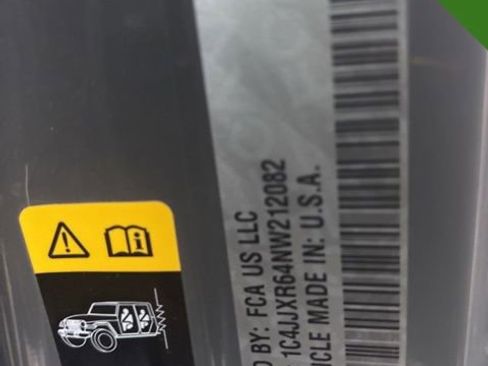 D BY: FCA US LLC
1C4JJXR64NW212082
ICLE MADE IN: U.S.A.